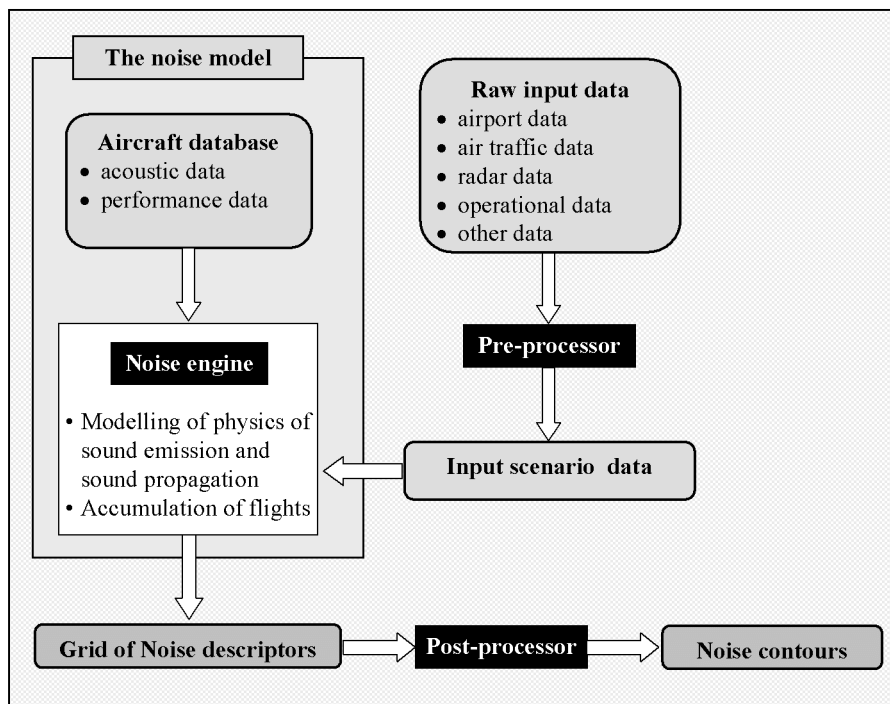 The noise model
Aircraft database
• acoustic data
• performance data
Noise engine
• Modelling of physics of
sound emission and
sound propagation
• Accumulation of flights
Raw input data
• airport data
• air traffic data
• radar data
• operational data
• other data
Pre-processor
Input scenario data
Grid of Noise descriptors
Post-processor
Noise contours